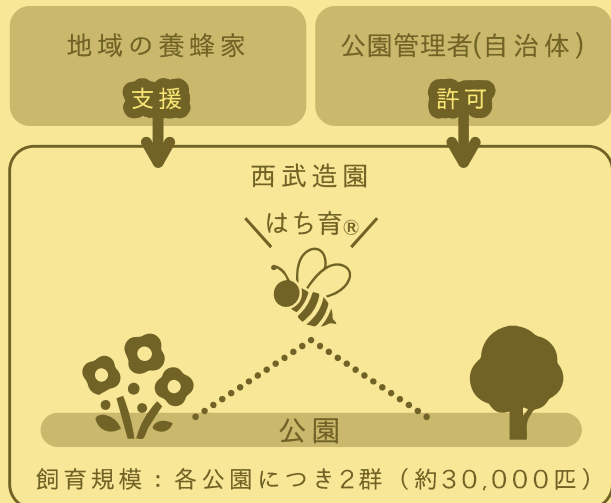 地域の養蜂家
公園管理者(自治体)
支援
許可
西武造園
はち育®
公園
飼育規模：各公園につき2群（約30,000匹）